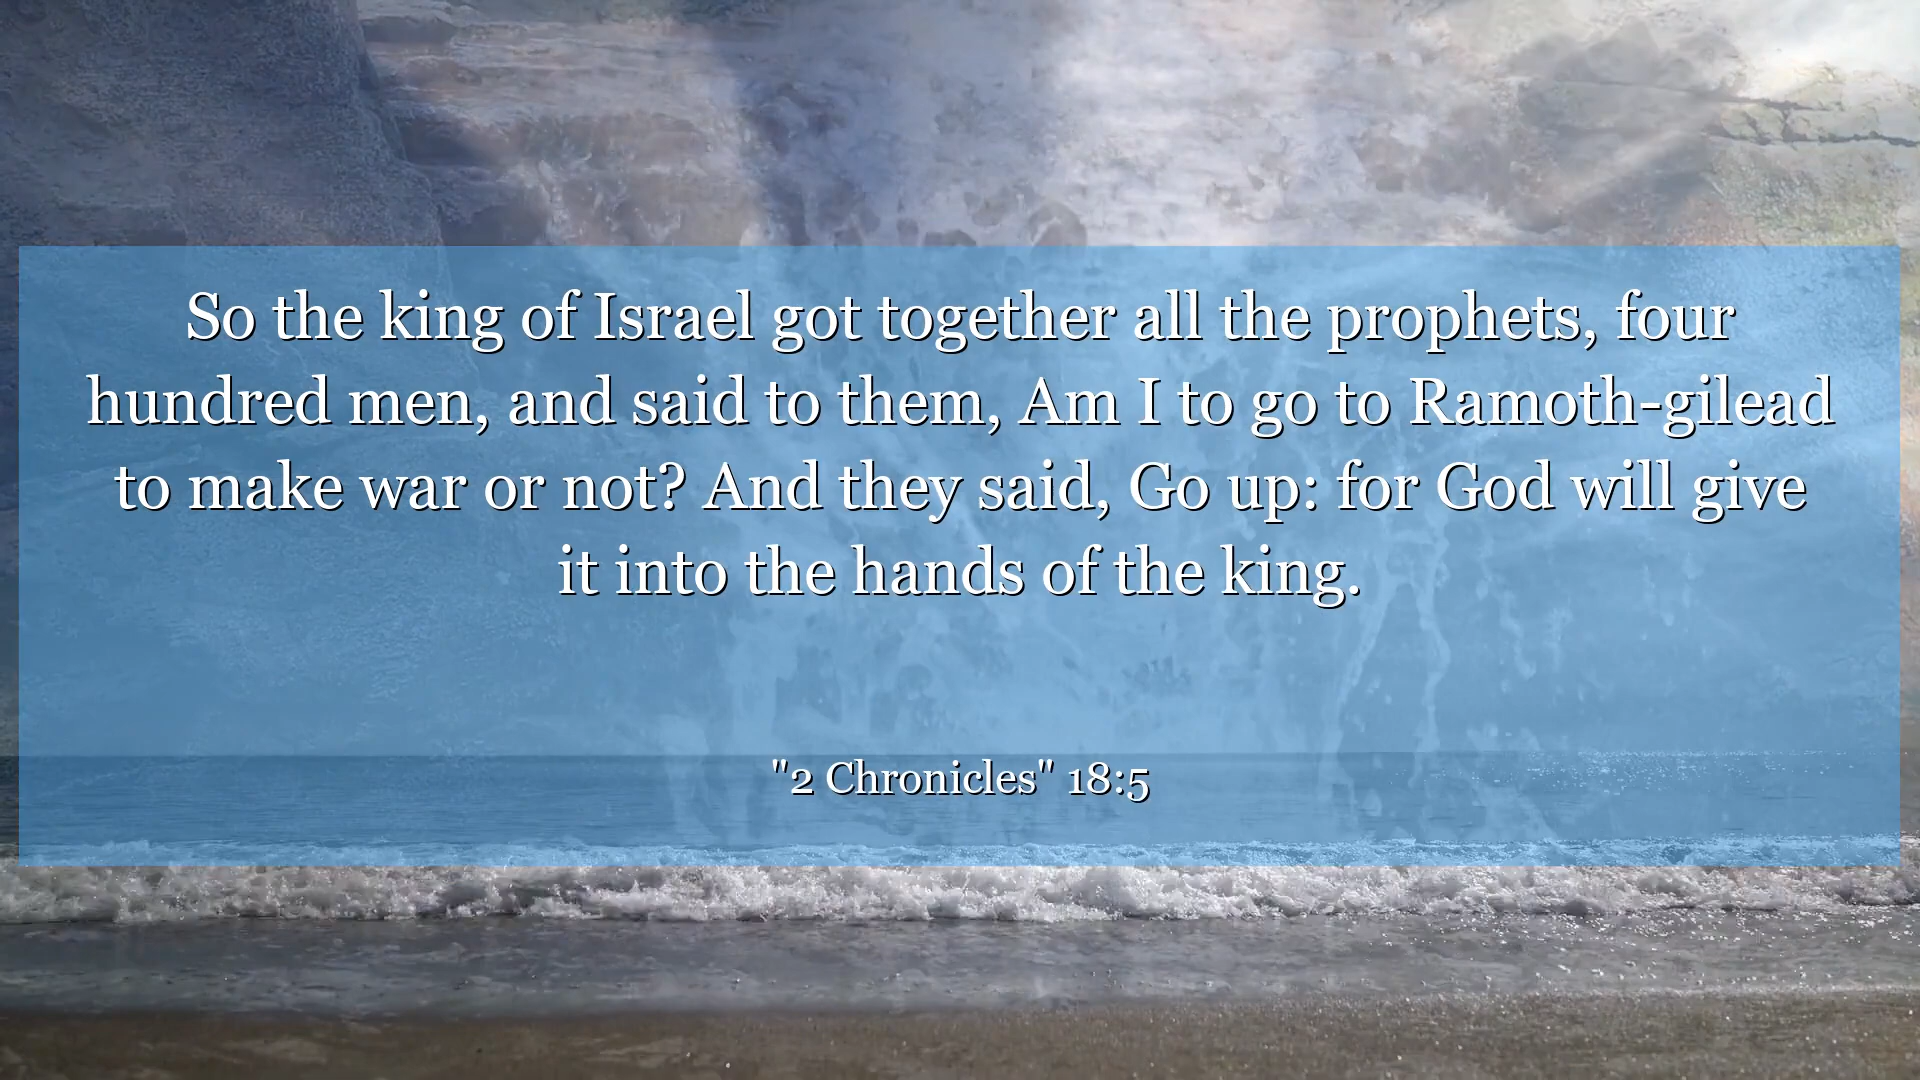 So the king of Israel got together all the prophets, four
hundred men, and said to them, Am I to go to Ramoth-gilead
to make war or not? And they said, Go up: for God will give
it into the hands of the king.
"2 Chronicles" 18:5